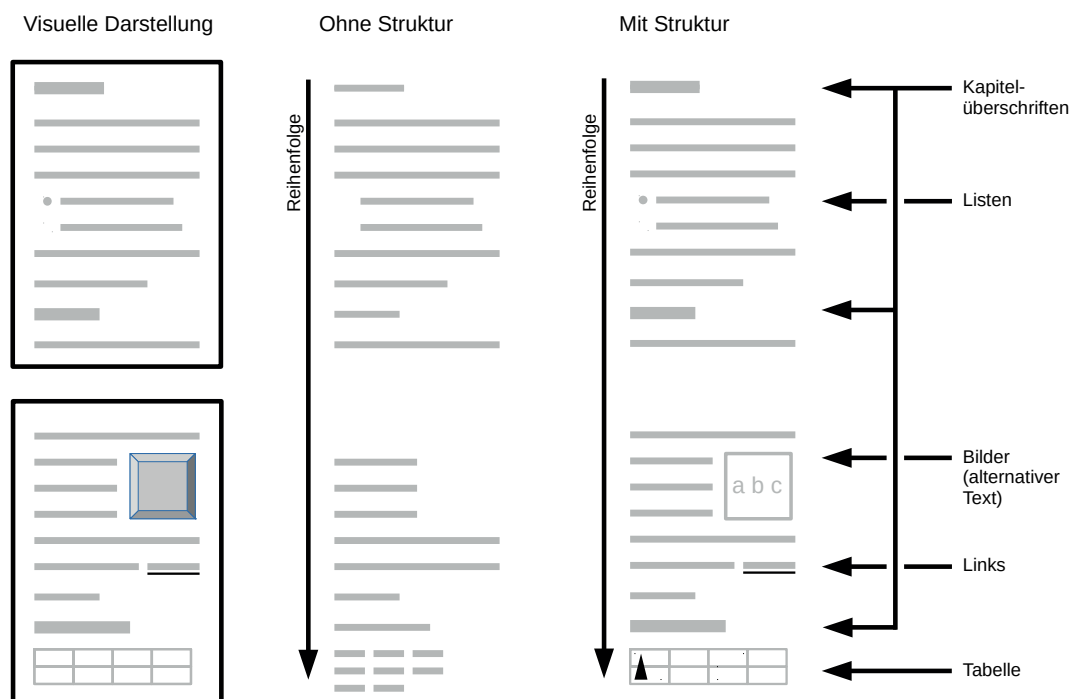 Visuelle Darstellung
Ohne Struktur
Mit Struktur
Reihenfolge
Reihenfolge
Kapitel-
überschriften
Listen
Bilder
(alternativer
Text)
a b c
Links
Tabelle